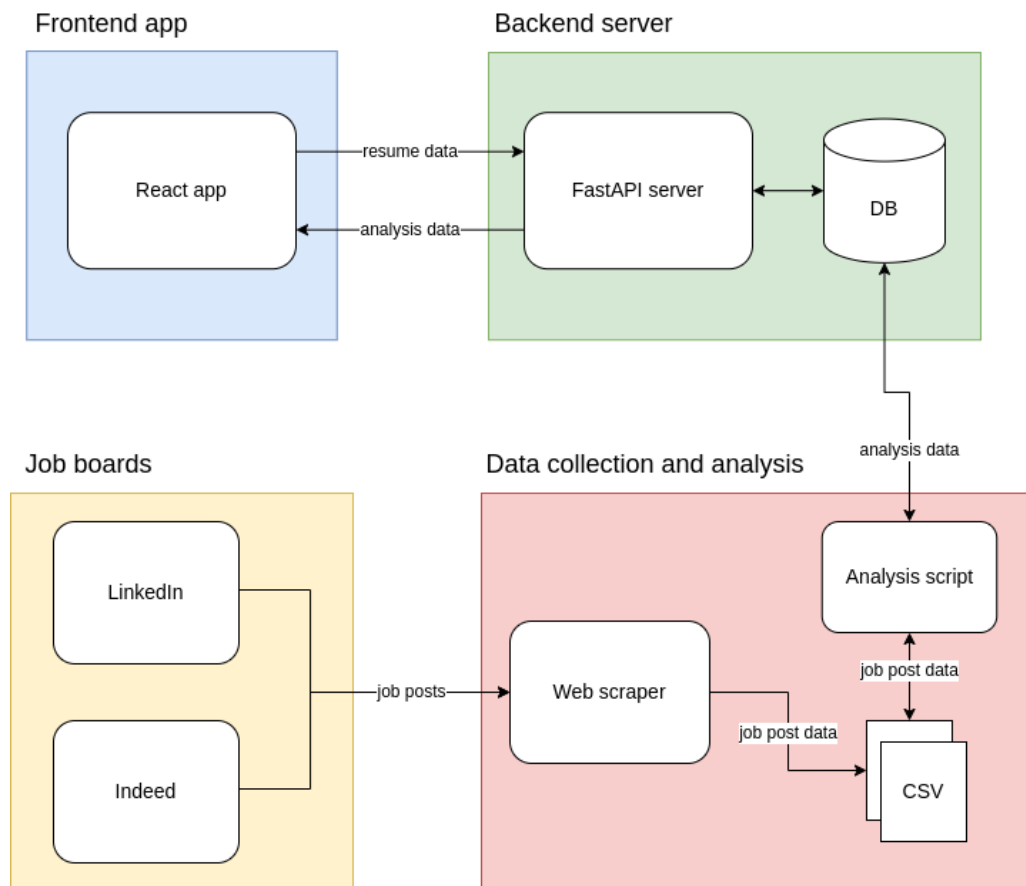 Frontend app
Backend server
React app
resume data
analysis data
FastAPI server
DB
analysis data
Job boards
Data collection and analysis
LinkedIn
Indeed
job posts
Web scraper
job post data
Analysis script
job post data
CSV